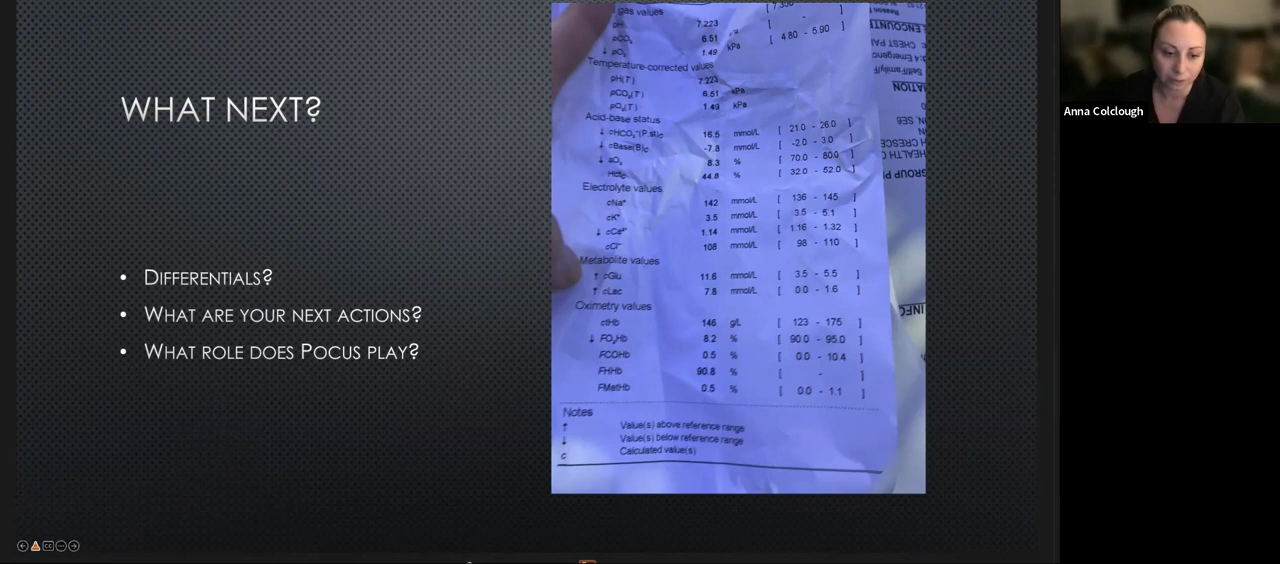 WHAT NEXT?
• DIFFERENTIALS?
• WHAT ARE YOUR NEXT ACTIONS?
• WHAT ROLE DOES POCUS PLAY?
gas values
pH 7.223
pCO₂ 6.51 kPa [ 4.80 - 5.90 ]
↓ pO₂ 1.49 kPa
Temperature-corrected values
pH(T) 7.223
pCO₂(T) 6.51 kPa
pO₂(T) 1.49 kPa
Acid-base status
↓ cHCO₃⁻(P,st)c 16.5 mmol/L [ 21.0 - 26.0 ]
↓ cBase(B)c -7.8 mmol/L [ -2.0 - 3.0 ]
↓ sO₂ 8.3 % [ 70.0 - 80.0 ]
Hctc 44.8 % [ 32.0 - 52.0 ]
Electrolyte values
cNa⁺ 142 mmol/L [ 136 - 145 ]
cK⁺ 3.5 mmol/L [ 3.5 - 5.1 ]
↓ cCa²⁺ 1.14 mmol/L [ 1.16 - 1.32 ]
cCl⁻ 108 mmol/L [ 98 - 110 ]
Metabolite values
↑ cGlu 11.6 mmol/L [ 3.5 - 5.5 ]
↑ cLac 7.8 mmol/L [ 0.0 - 1.6 ]
Oximetry values
ctHb 146 g/L [ 123 - 175 ]
↓ FO₂Hb 8.2 % [ 90.0 - 95.0 ]
FCOHb 0.5 % [ 0.0 - 10.4 ]
FHHb 90.8 % [ - ]
FMetHb 0.5 % [ 0.0 - 1.1 ]
Notes
↑ Value(s) above reference range
↓ Value(s) below reference range
c Calculated value(s)
Anna Colclough